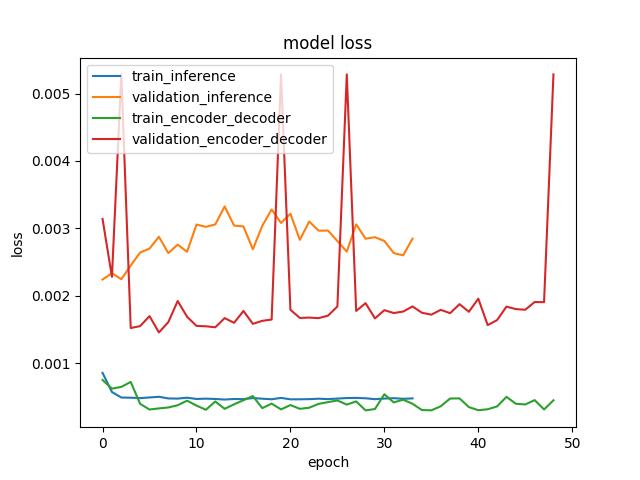 model loss
train_inference
validation_inference
train_encoder_decoder
validation_encoder_decoder
0.005
0.004
0.003
0.002
0.001
loss
0 10 20 30 40 50
epoch